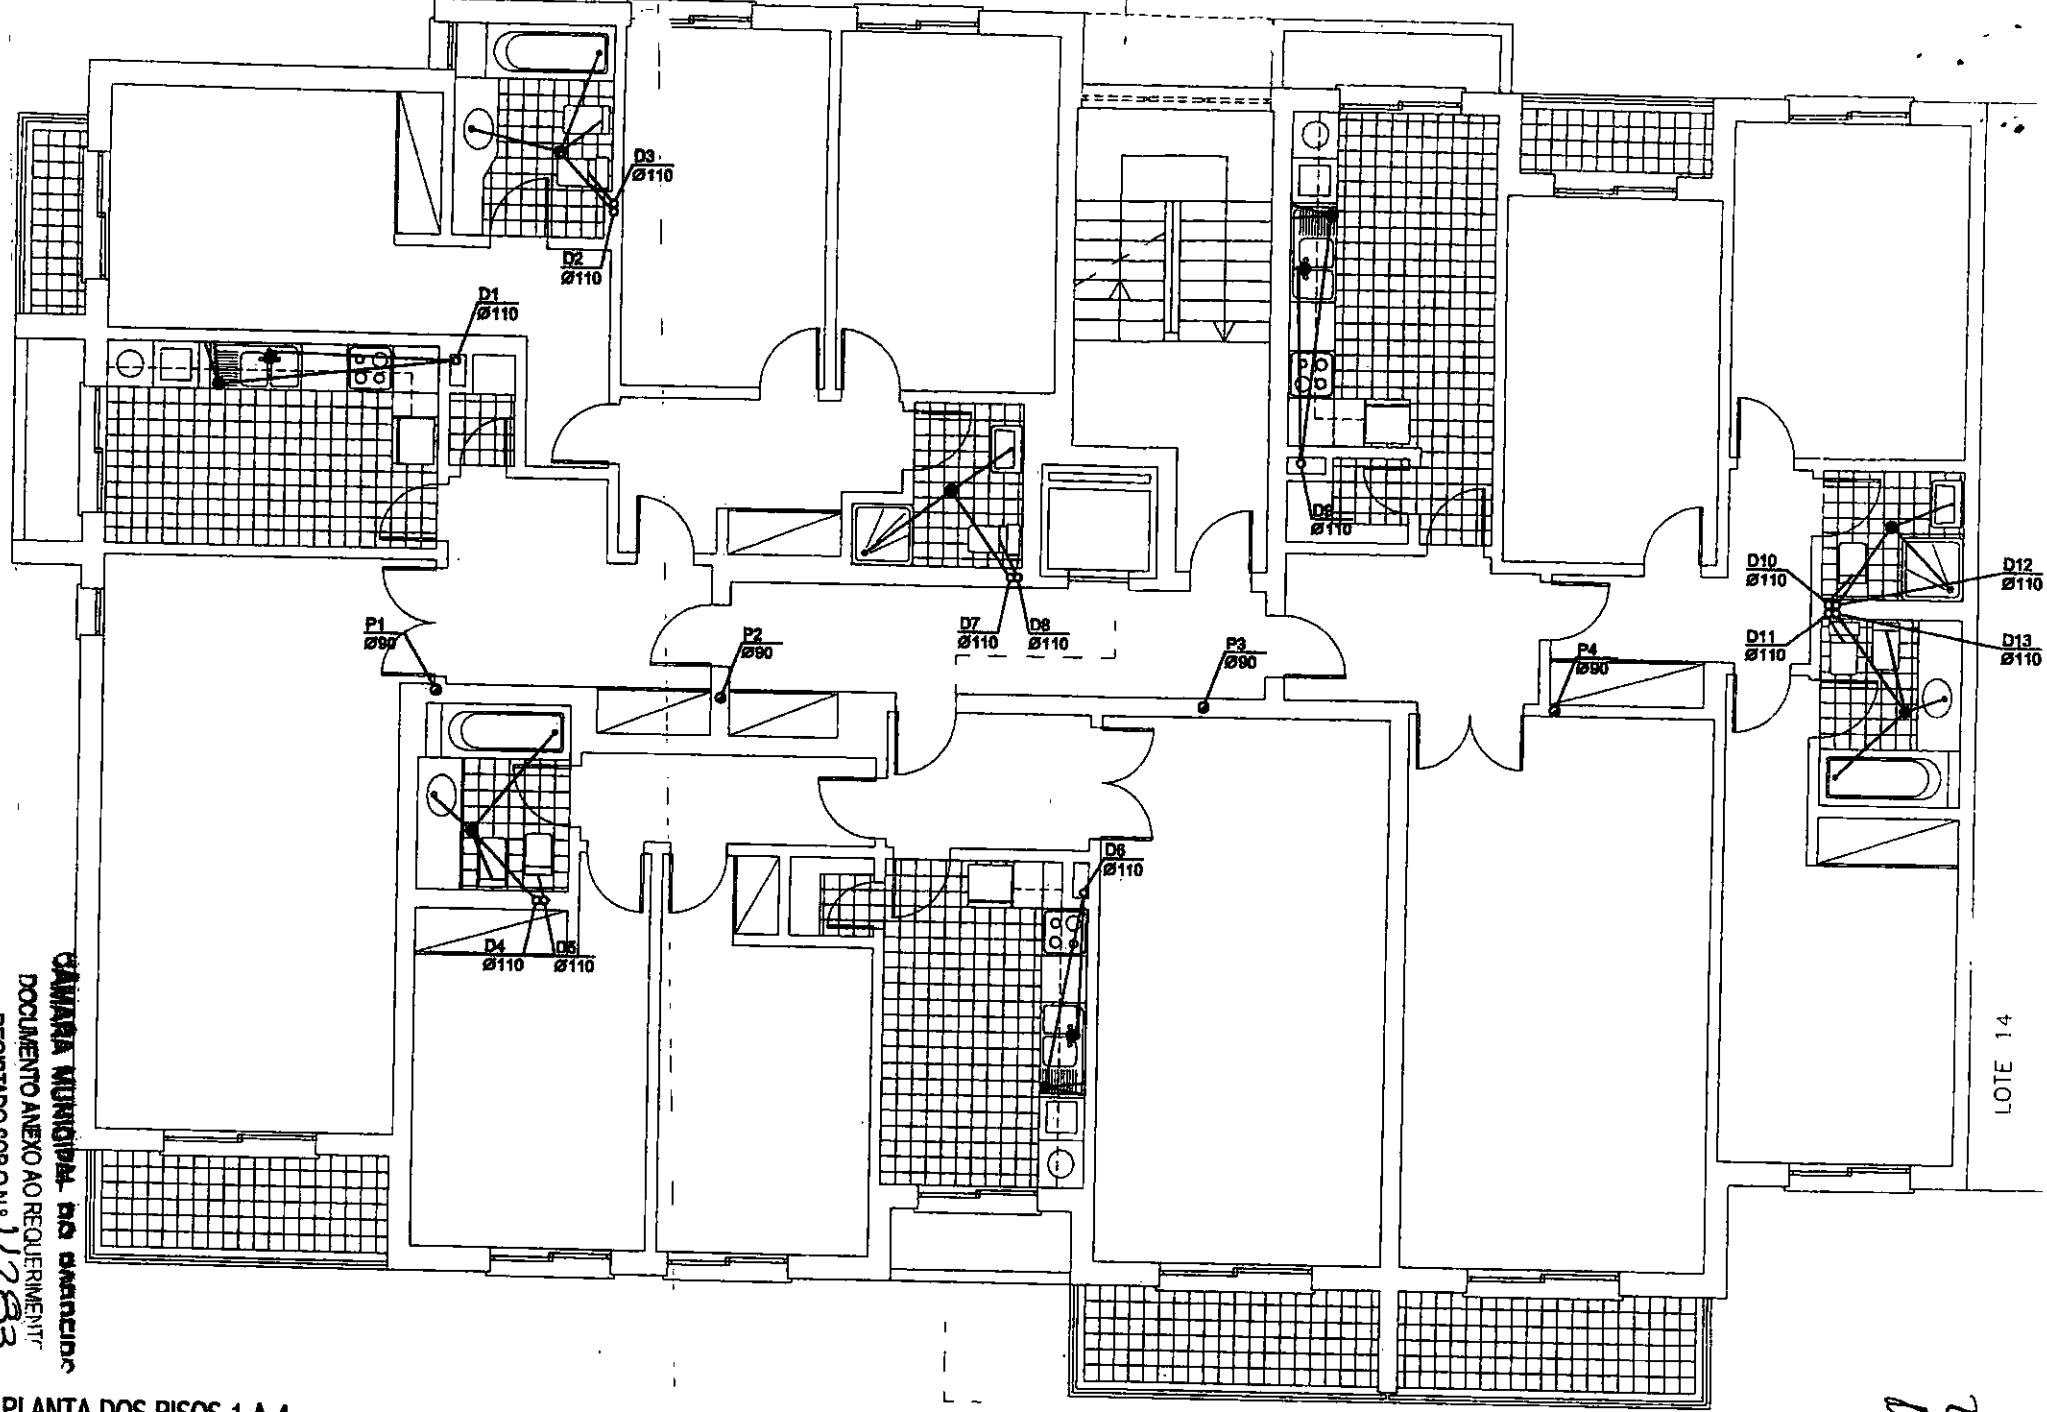 D3
Ø110
D2
Ø110
D1
Ø110
D9
Ø110
D10
Ø110
D12
Ø110
P1
Ø90
P2
Ø90
D7
Ø110
D8
Ø110
P3
Ø90
P4
Ø90
D11
Ø110
D13
Ø110
D6
Ø110
D4
Ø110
D5
Ø110
LOTE 14
CÂMARA MUNICIPAL DO BARREIRO
DOCUMENTO ANEXO AO REQUERIMENTO
PLANTA DOS PISOS 1 A 4